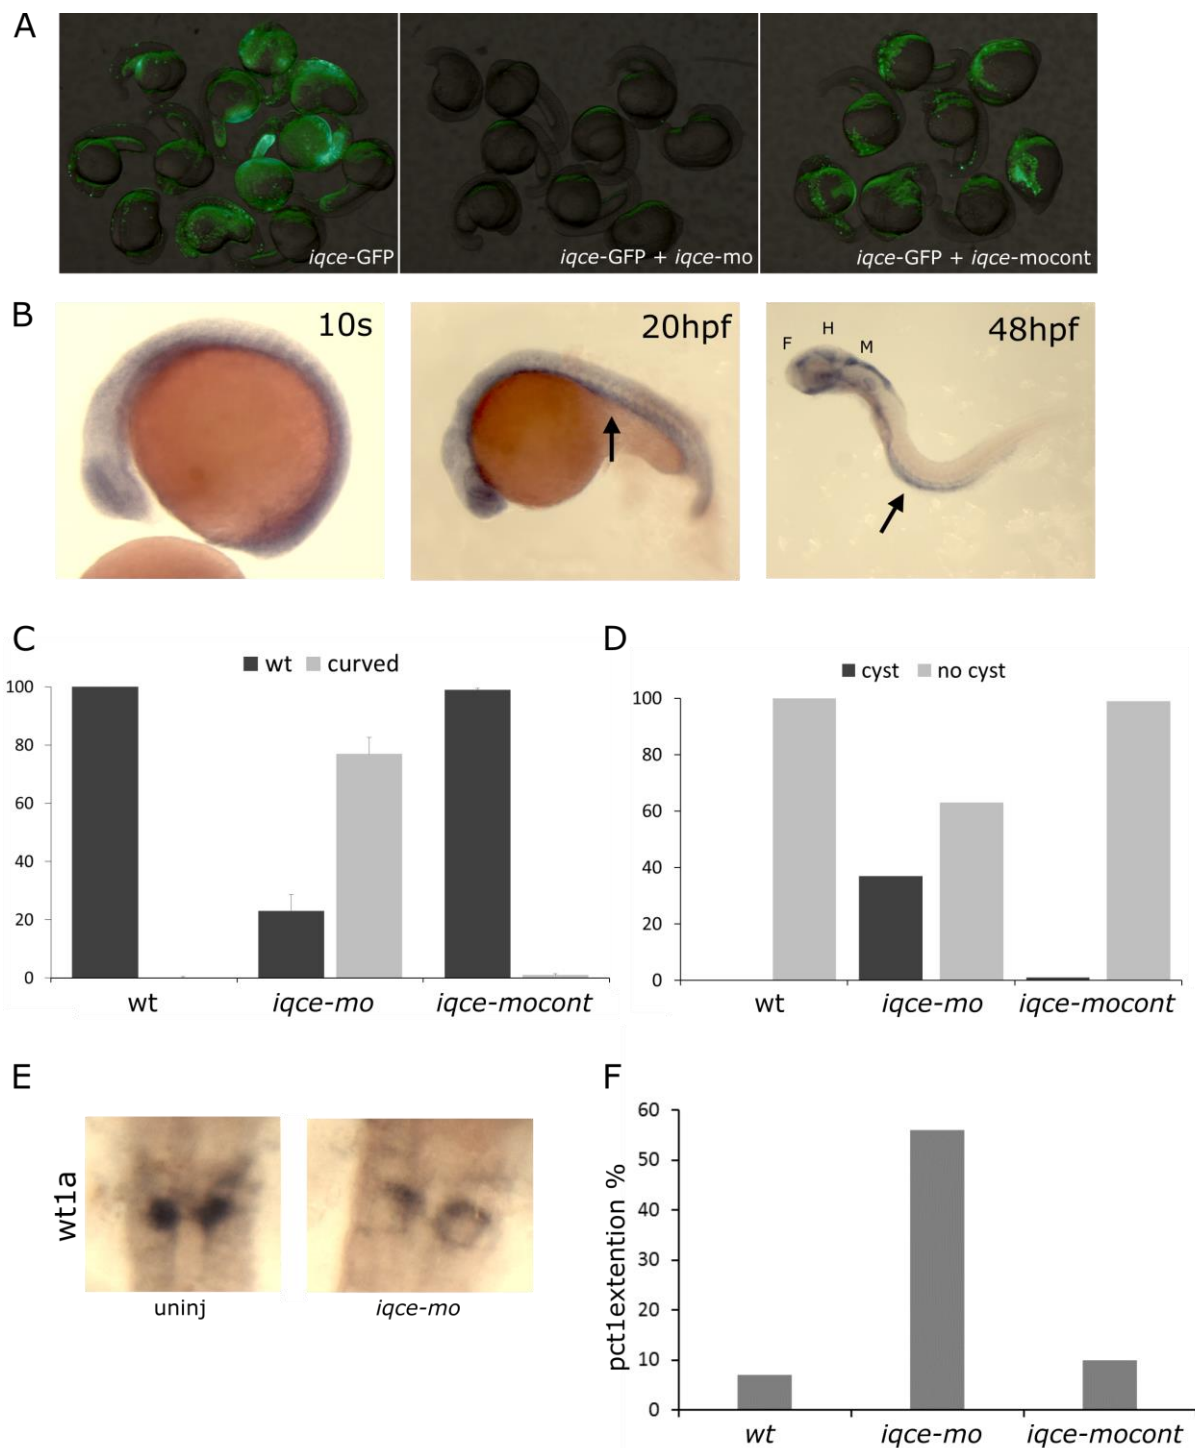 A
iqce-GFP
iqce-GFP + iqce-mo
iqce-GFP + iqce-mocont
B
10s
20hpf
F
H
M
48hpf
C
wt curved
100
80
60
40
20
0
wt
iqce-mo
iqce-mocont
D
cyst no cyst
100
80
60
40
20
0
wt
iqce-mo
iqce-mocont
E
wt1a
uninj
iqce-mo
F
pct1extention %
60
50
40
30
20
10
0
wt
iqce-mo
iqce-mocont